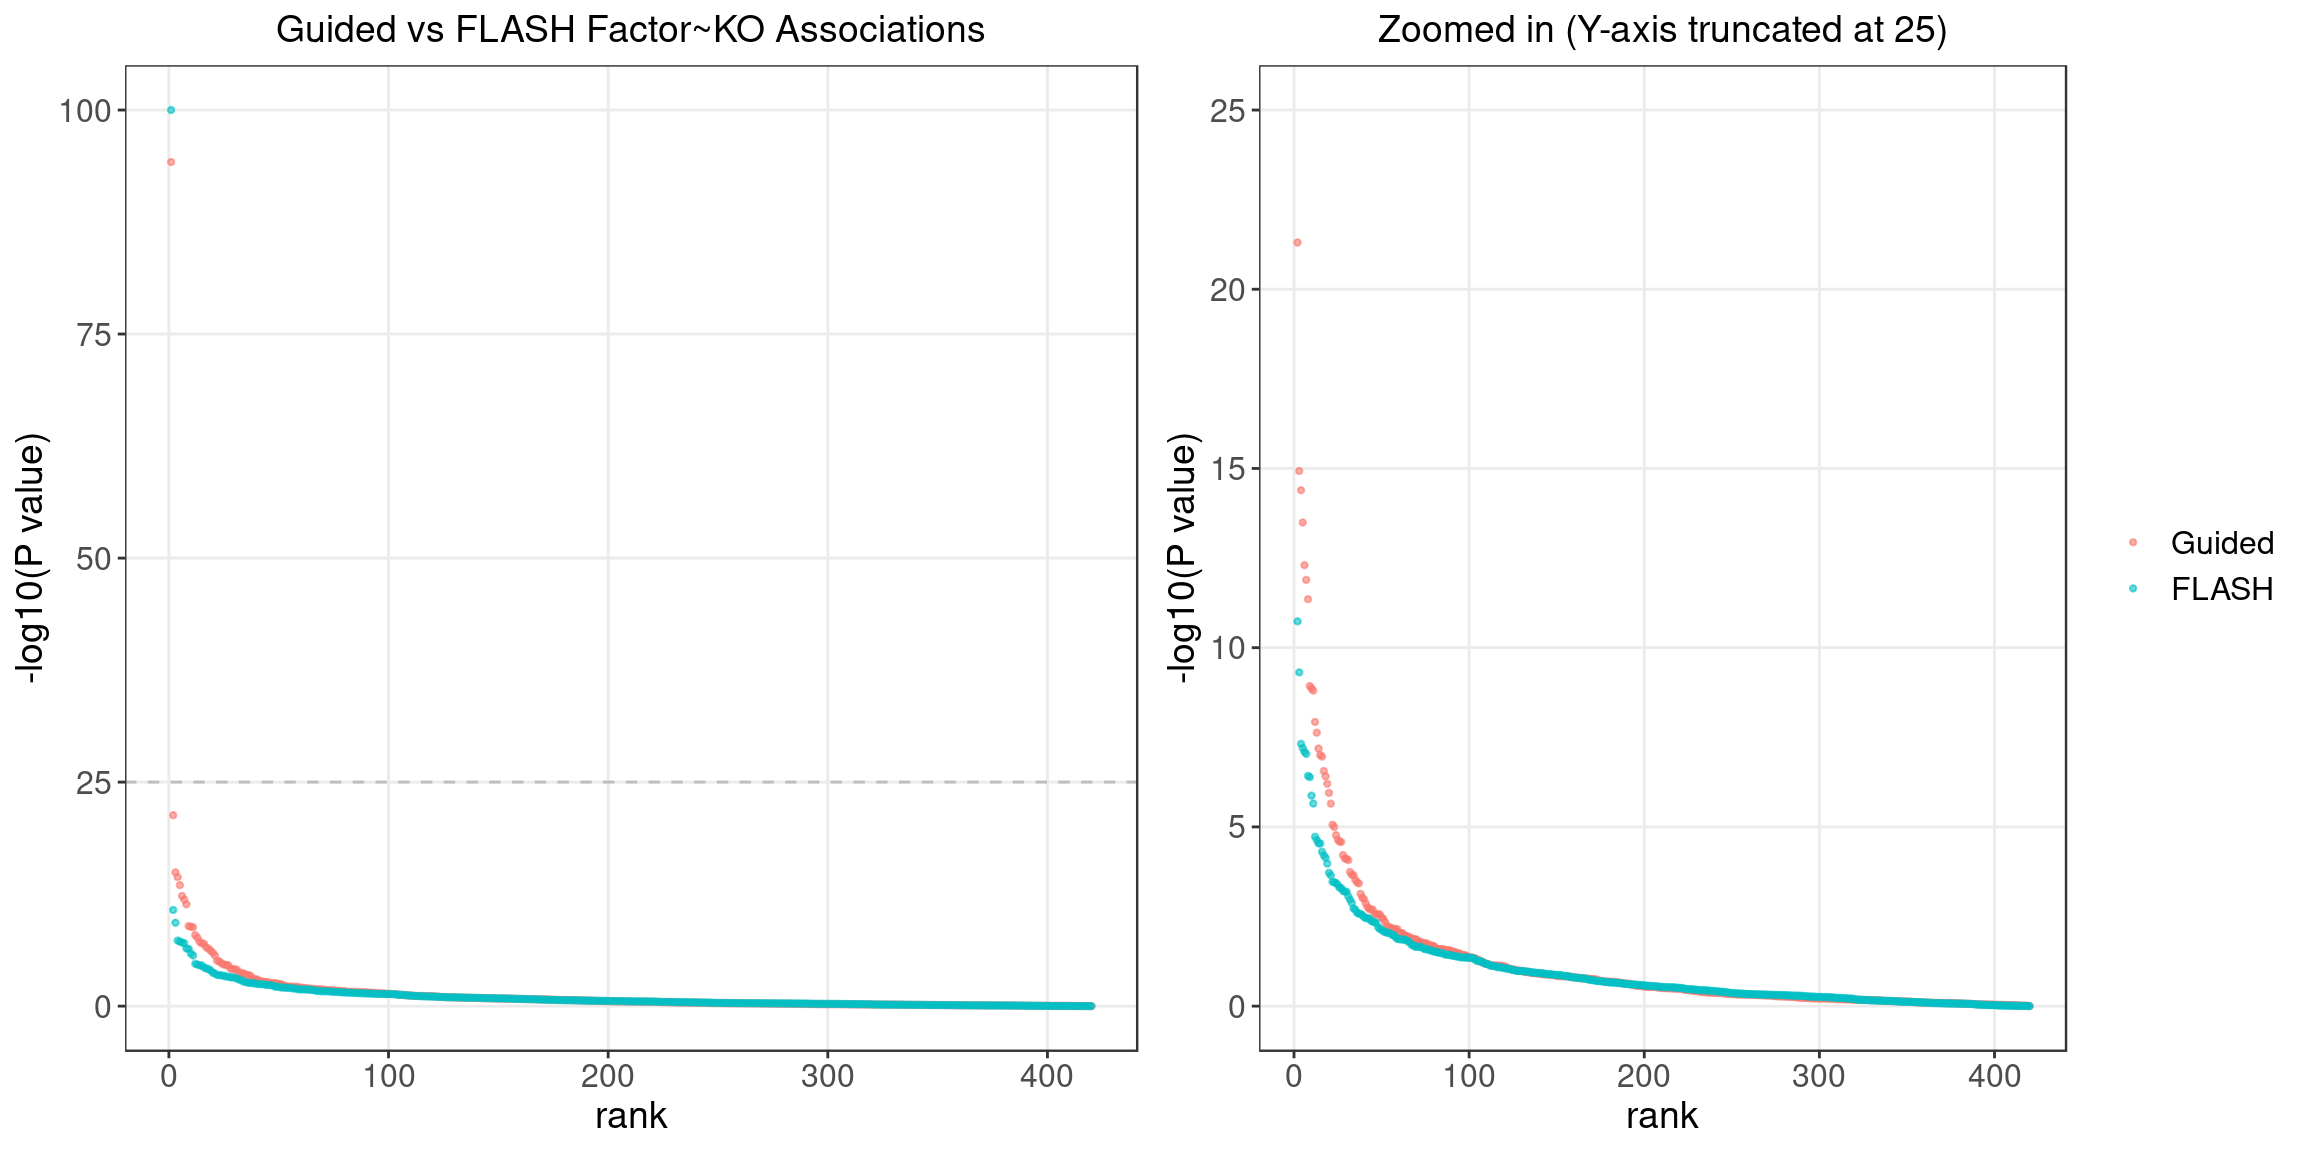 Guided vs FLASH Factor~KO Associations
-log10(P value)
100
75
50
25
0
0 100 200 300 400
rank
Zoomed in (Y-axis truncated at 25)
-log10(P value)
25
20
15
10
5
0
0 100 200 300 400
rank
Guided
FLASH